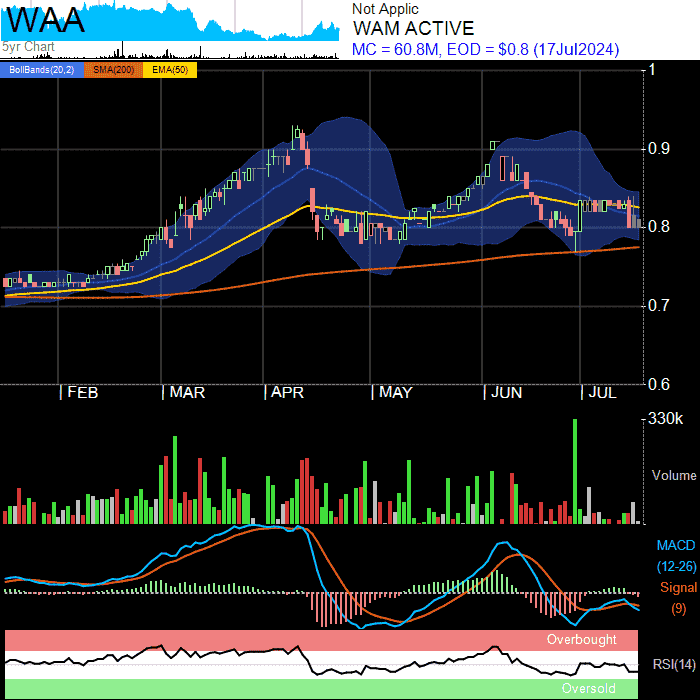 WAA
5yr Chart
Not Applic
WAM ACTIVE
MC = 60.8M, EOD = $0.8 (17Jul2024)
BollBands(20,2) SMA(200) EMA(50)
1
0.9
0.8
0.7
0.6
FEB MAR APR MAY JUN JUL
330k
Volume
MACD
(12-26)
Signal
(9)
Overbought
RSI(14)
Oversold